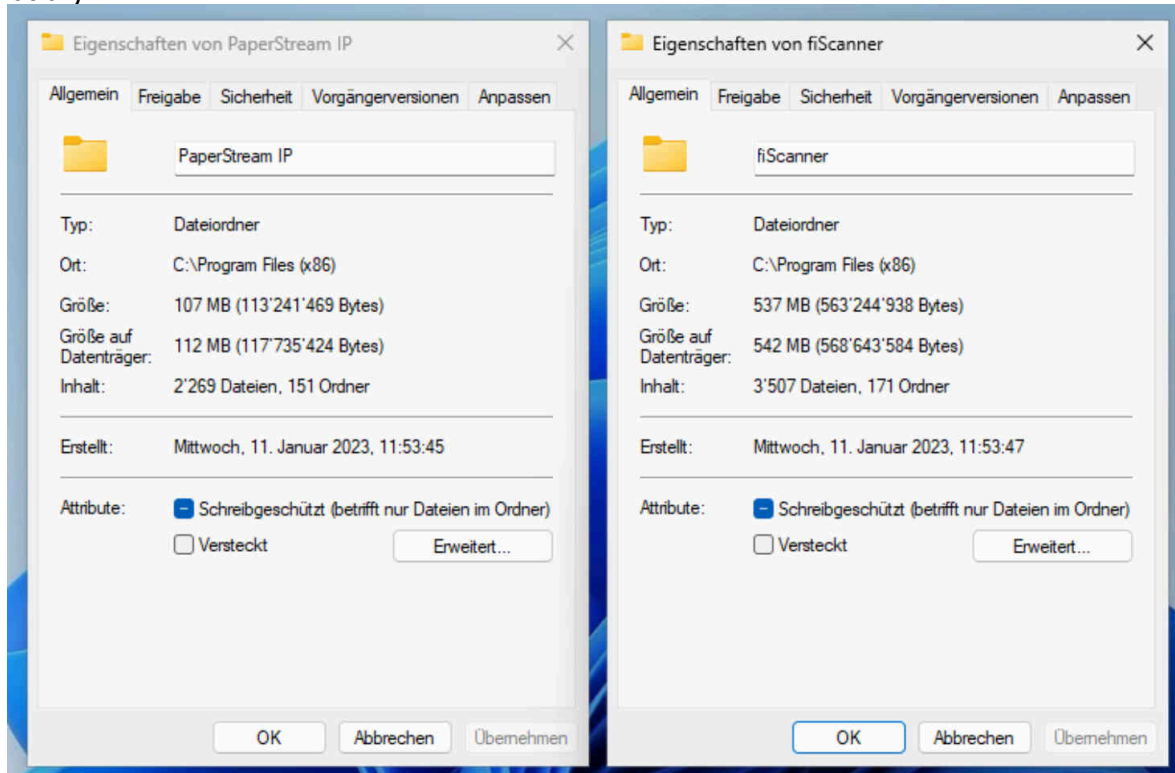 Eigenschaften von PaperStream IP
Allgemein Freigabe Sicherheit Vorgängerversionen Anpassen
PaperStream IP
Typ: Dateiordner
Ort: C:\Program Files (x86)
Größe: 107 MB (113'241'469 Bytes)
Größe auf
Datenträger: 112 MB (117'735'424 Bytes)
Inhalt: 2'269 Dateien, 151 Ordner
Erstellt: Mittwoch, 11. Januar 2023, 11:53:45
Attribute: Schreibgeschützt (betrifft nur Dateien im Ordner)
Versteckt Erweitert...
OK Abbrechen Übernehmen
Eigenschaften von fiScanner
Allgemein Freigabe Sicherheit Vorgängerversionen Anpassen
fiScanner
Typ: Dateiordner
Ort: C:\Program Files (x86)
Größe: 537 MB (563'244'938 Bytes)
Größe auf
Datenträger: 542 MB (568'643'584 Bytes)
Inhalt: 3'507 Dateien, 171 Ordner
Erstellt: Mittwoch, 11. Januar 2023, 11:53:47
Attribute: Schreibgeschützt (betrifft nur Dateien im Ordner)
Versteckt Erweitert...
OK Abbrechen Übernehmen